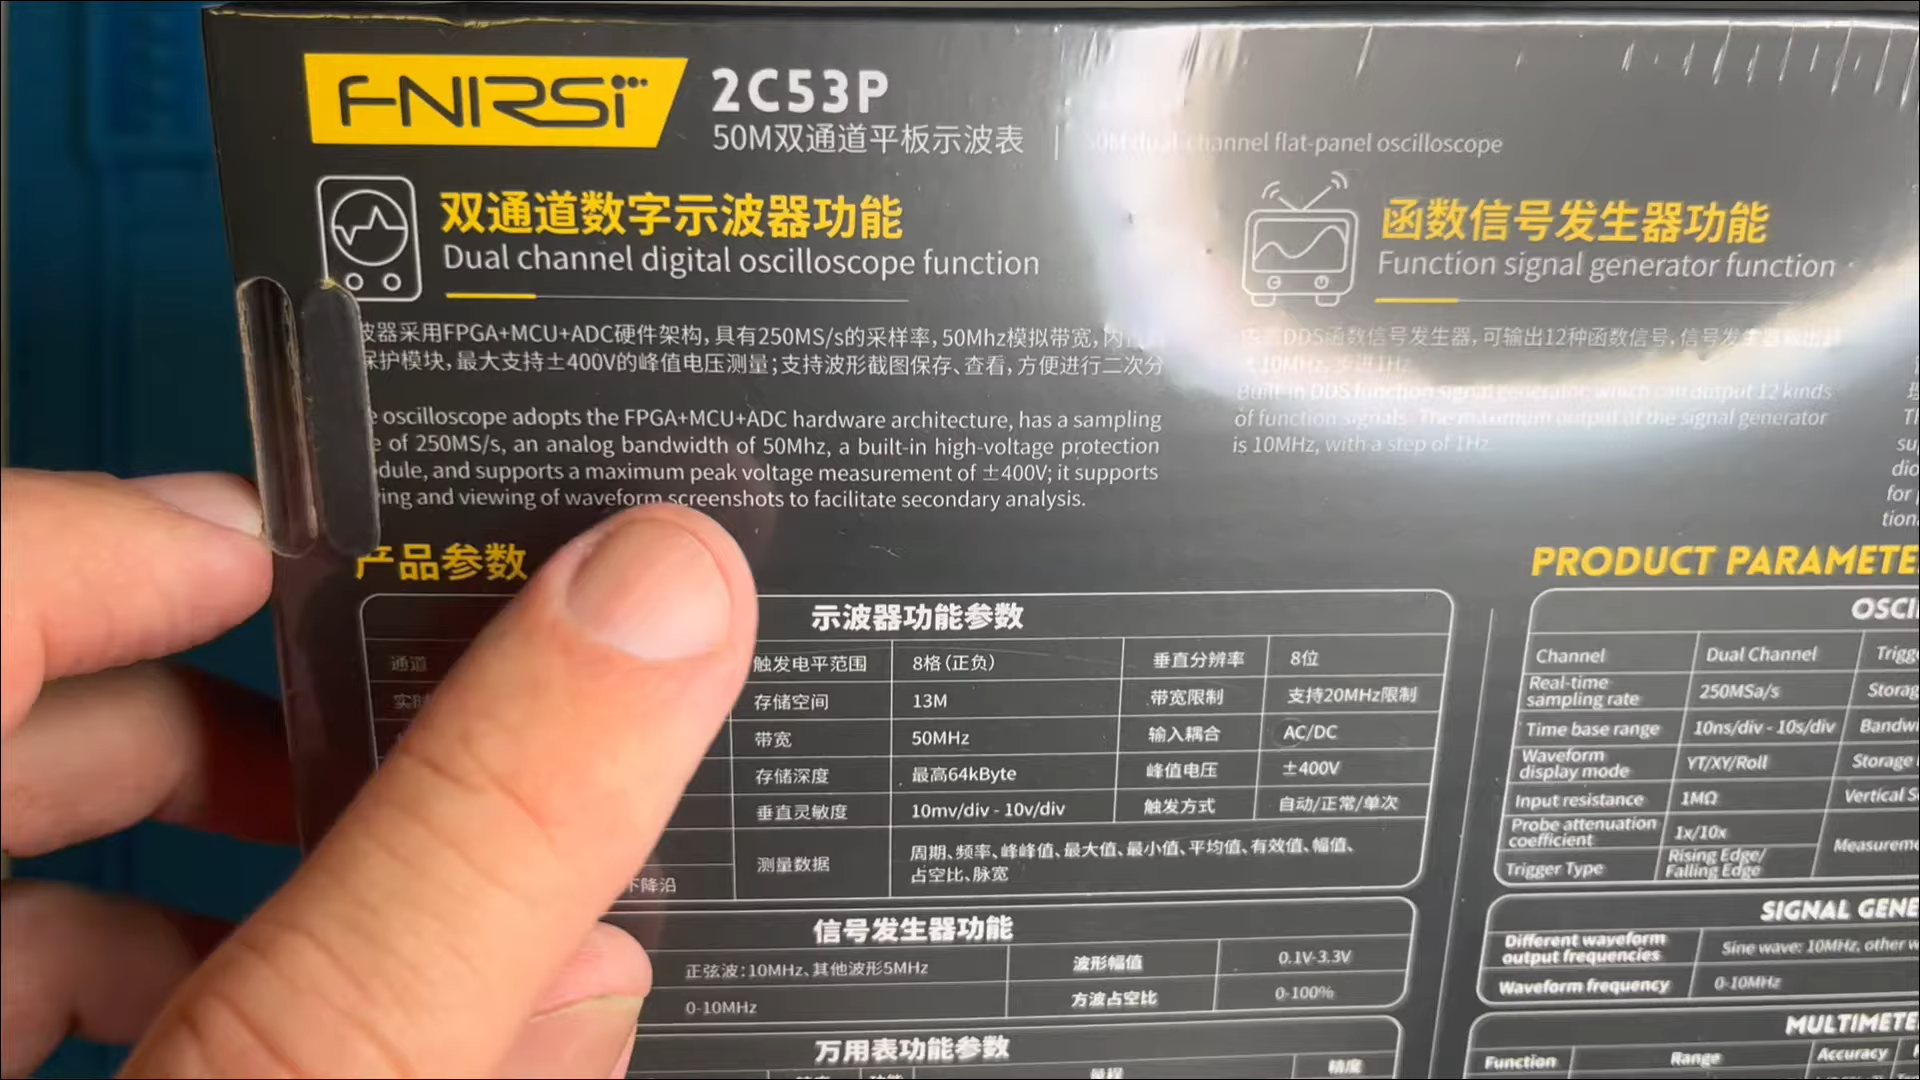 FNIRSI
2C53P
50M双通道平板示波表 | 50M dual-channel flat-panel oscilloscope
双通道数字示波器功能
Dual channel digital oscilloscope function
波器采用FPGA+MCU+ADC硬件架构,具有250MS/s的采样率,50Mhz模拟带宽,内
保护模块,最大支持±400V的峰值电压测量;支持波形截图保存、查看,方便进行二次分
oscilloscope adopts the FPGA+MCU+ADC hardware architecture, has a sampling
of 250MS/s, an analog bandwidth of 50Mhz, a built-in high-voltage protection
and supports a maximum peak voltage measurement of ±400V; it supports
and viewing of waveform screenshots to facilitate secondary analysis.
函数信号发生器功能
Function signal generator function
DDS函数信号发生器,可输出12种函数信号,信号发生器
10MHz, 步进1Hz
Built-in DDS function signal generator, which can output 12 kinds
of function signals. The maximum output of the signal generator
is 10MHz, with a step of 1Hz
for
产品参数
示波器功能参数
通道 触发电平范围 8格(正负) 垂直分辨率 8位
存储空间 13M 带宽限制 支持20MHz限制
带宽 50MHz 输入耦合 AC/DC
存储深度 最高64kByte 峰值电压 ±400V
垂直灵敏度 10mv/div - 10v/div 触发方式 自动/正常/单次
测量数据 周期、频率、峰峰值、最大值、最小值、平均值、有效值、幅值、
占空比、脉宽
下降沿
信号发生器功能
正弦波:10MHz、其他波形5MHz 波形幅值 0.1V-3.3V
0-10MHz 方波占空比 0-100%
万用表功能参数
量程 精度
PRODUCT PARAMETE
OSCI
Channel Dual Channel Trigg
Real-time
sampling rate 250MSa/s Storag
Time base range 10ns/div - 10s/div Bandwi
Waveform
display mode YT/XY/Roll Storage
Input resistance 1MΩ Vertical S
Probe attenuation
coefficient 1x/10x Measureme
Trigger Type Rising Edge/
Falling Edge
SIGNAL GENE
Different waveform
output frequencies Sine wave: 10MHz, other w
Waveform frequency 0-10MHz
MULTIMETE
Function Range Accuracy